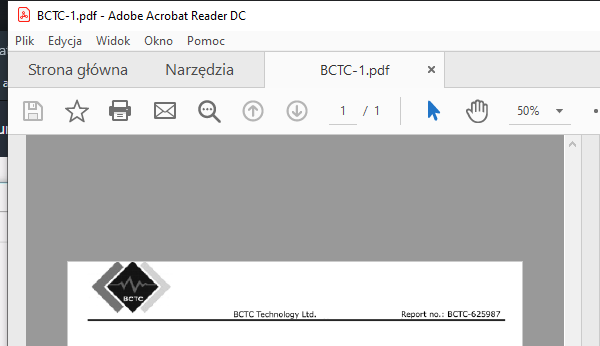 BCTC-1.pdf - Adobe Acrobat Reader DC
Plik Edycja Widok Okno Pomoc
Strona główna Narzędzia BCTC-1.pdf ×
1 / 1 50%
BCTC
BCTC Technology Ltd. Report no.: BCTC-625987